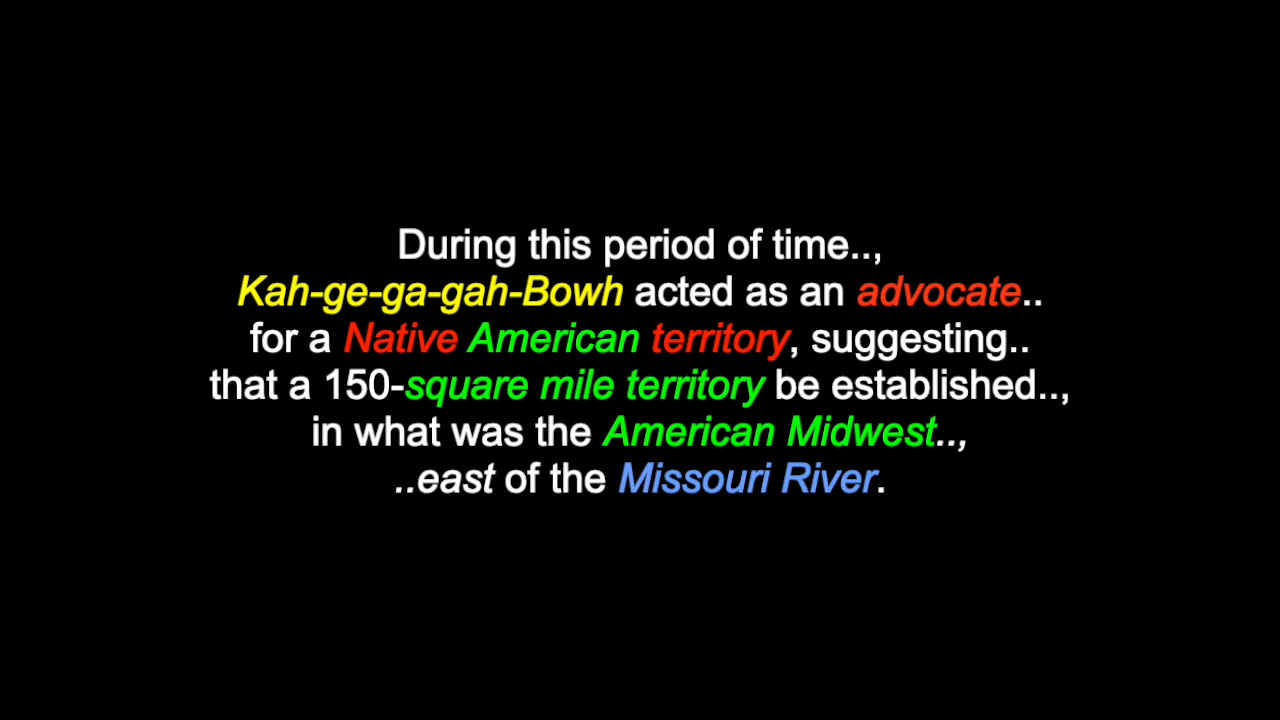 During this period of time..,
Kah-ge-ga-gah-Bowh acted as an advocate..
for a Native American territory, suggesting..
that a 150-square mile territory be established..,
in what was the American Midwest..,
..east of the Missouri River.